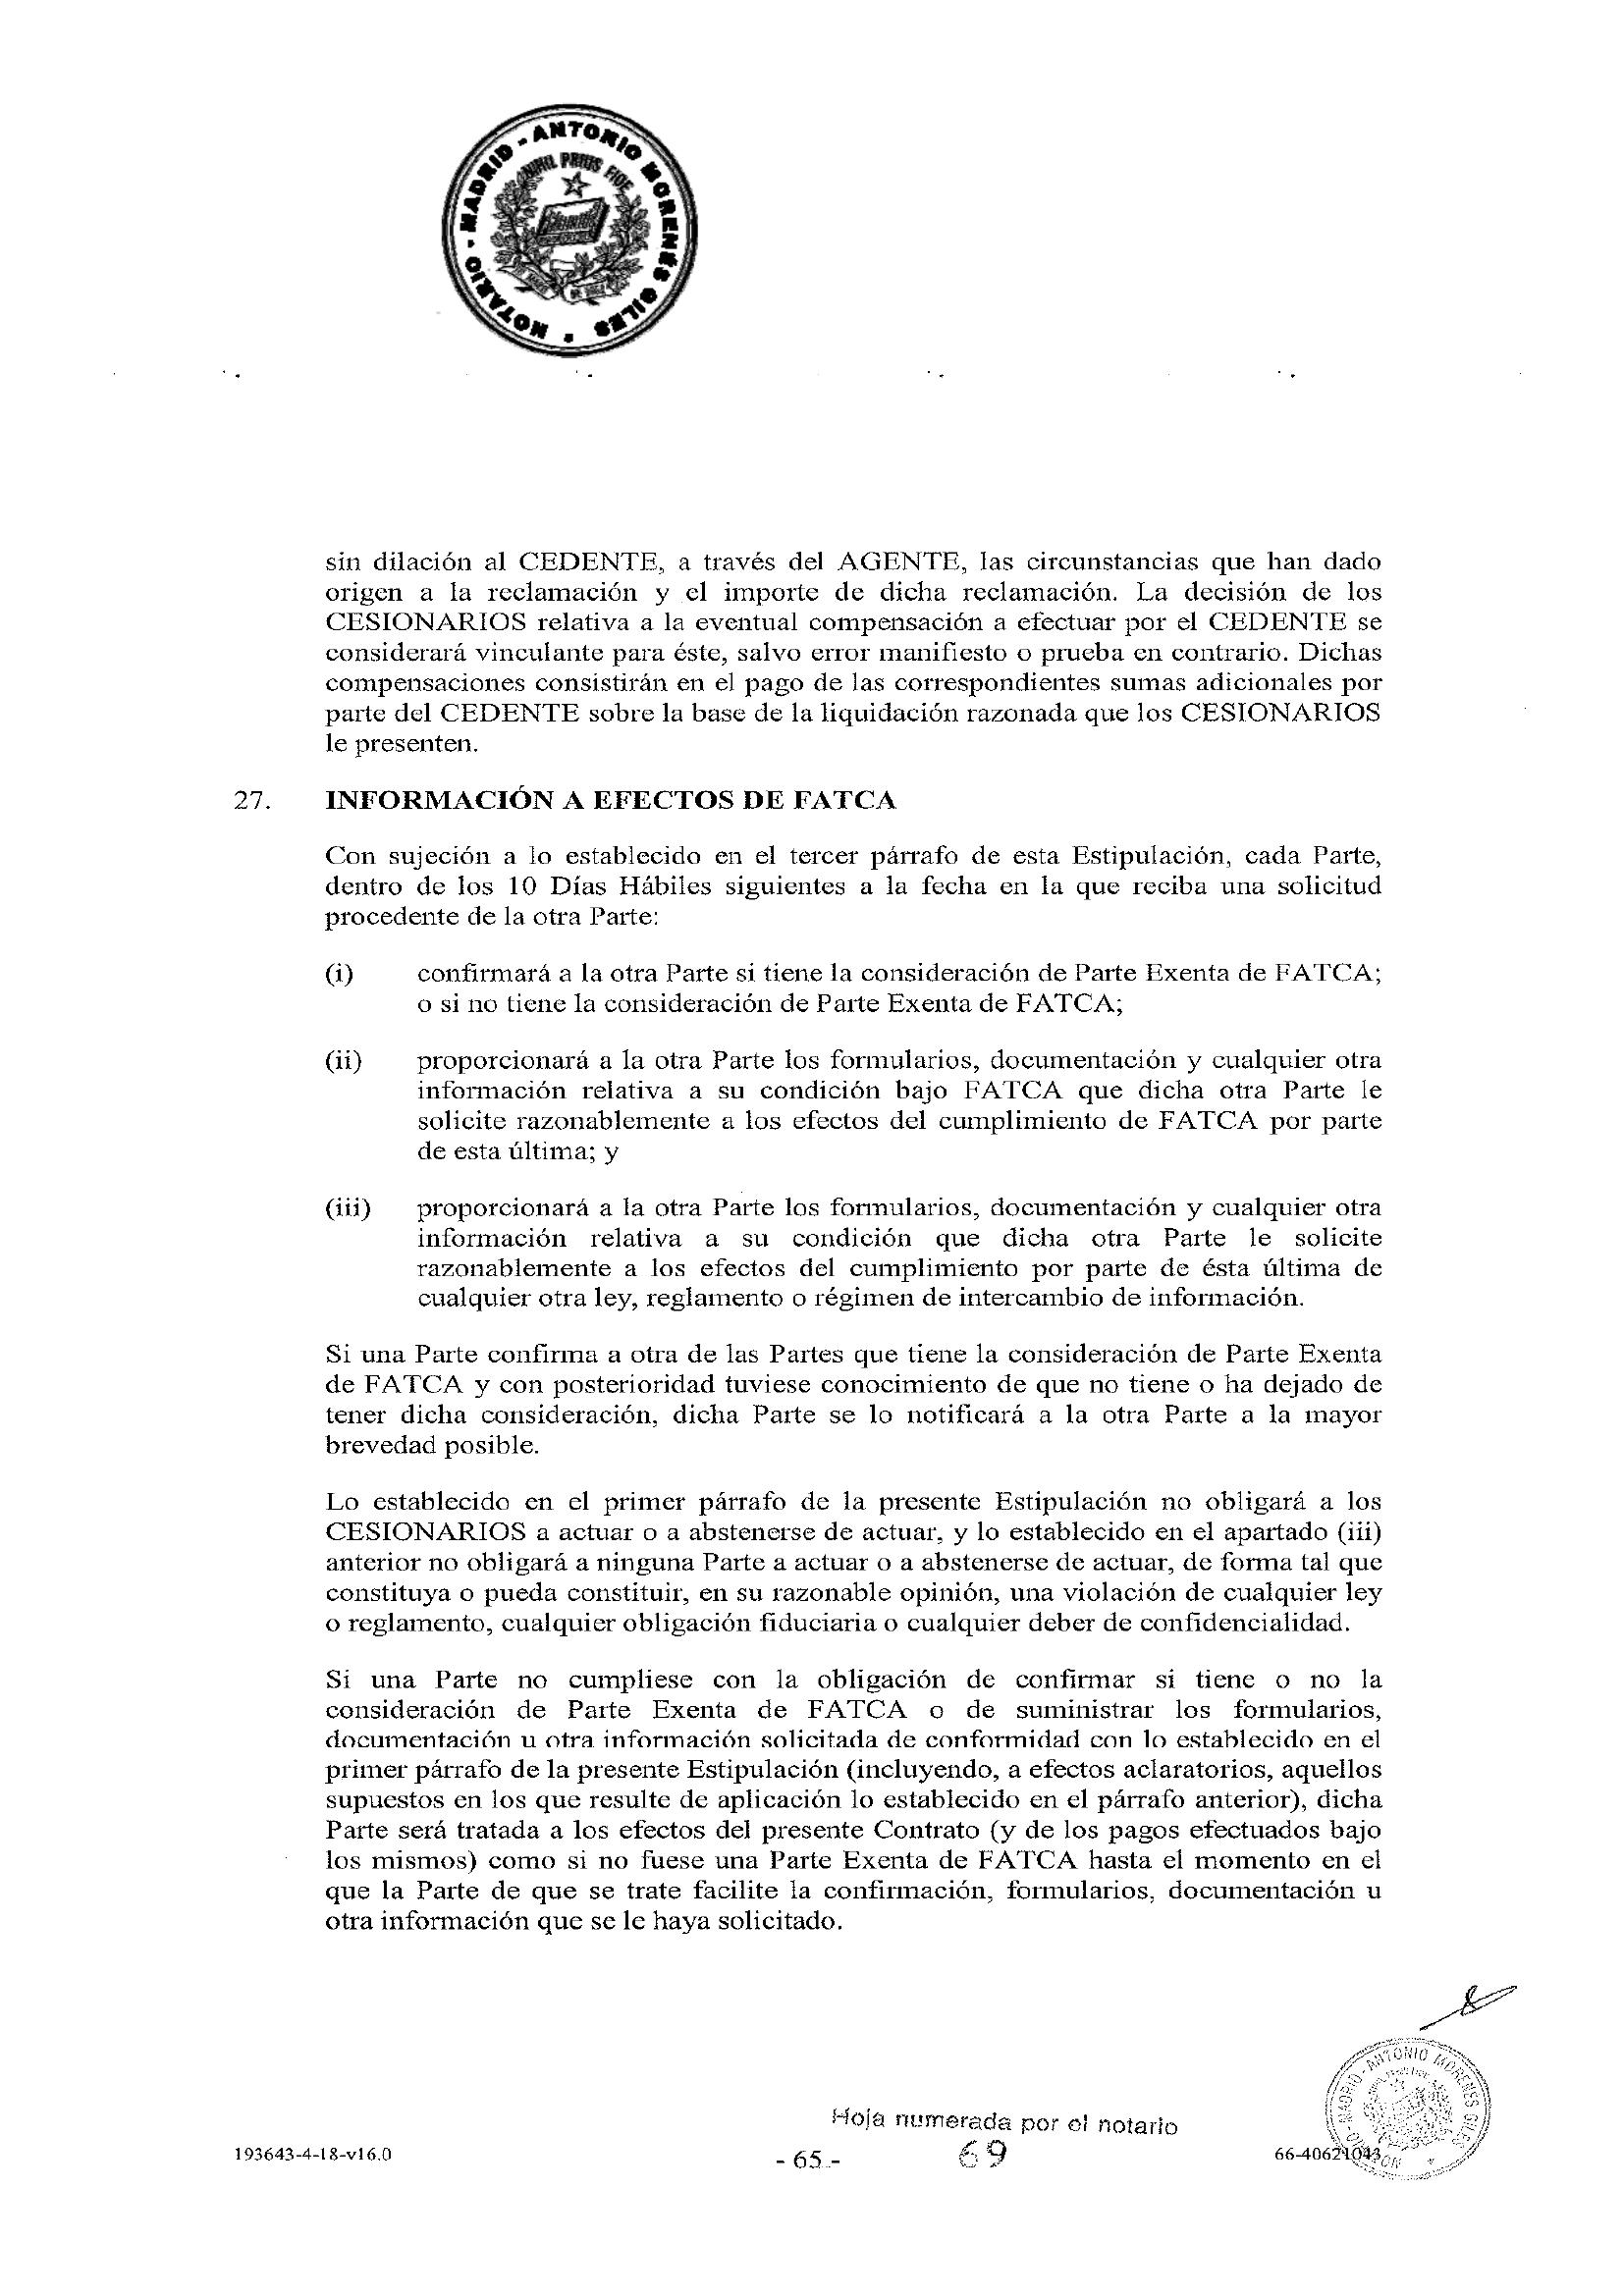 NOTARIO - MADRID - ANTONIO MORENES GILES
NIHIL PRIUS FIDE
sin dilación al CEDENTE, a través del AGENTE, las circunstancias que han dado
origen a la reclamación y el importe de dicha reclamación. La decisión de los
CESIONARIOS relativa a la eventual compensación a efectuar por el CEDENTE se
considerará vinculante para éste, salvo error manifiesto o prueba en contrario. Dichas
compensaciones consistirán en el pago de las correspondientes sumas adicionales por
parte del CEDENTE sobre la base de la liquidación razonada que los CESIONARIOS
le presenten.
27. INFORMACIÓN A EFECTOS DE FATCA
Con sujeción a lo establecido en el tercer párrafo de esta Estipulación, cada Parte,
dentro de los 10 Días Hábiles siguientes a la fecha en la que reciba una solicitud
procedente de la otra Parte:
(i) confirmará a la otra Parte si tiene la consideración de Parte Exenta de FATCA;
o si no tiene la consideración de Parte Exenta de FATCA;
(ii) proporcionará a la otra Parte los formularios, documentación y cualquier otra
información relativa a su condición bajo FATCA que dicha otra Parte le
solicite razonablemente a los efectos del cumplimiento de FATCA por parte
de esta última; y
(iii) proporcionará a la otra Parte los formularios, documentación y cualquier otra
información relativa a su condición que dicha otra Parte le solicite
razonablemente a los efectos del cumplimiento por parte de ésta última de
cualquier otra ley, reglamento o régimen de intercambio de información.
Si una Parte confirma a otra de las Partes que tiene la consideración de Parte Exenta
de FATCA y con posterioridad tuviese conocimiento de que no tiene o ha dejado de
tener dicha consideración, dicha Parte se lo notificará a la otra Parte a la mayor
brevedad posible.
Lo establecido en el primer párrafo de la presente Estipulación no obligará a los
CESIONARIOS a actuar o a abstenerse de actuar, y lo establecido en el apartado (iii)
anterior no obligará a ninguna Parte a actuar o a abstenerse de actuar, de forma tal que
constituya o pueda constituir, en su razonable opinión, una violación de cualquier ley
o reglamento, cualquier obligación fiduciaria o cualquier deber de confidencialidad.
Si una Parte no cumpliese con la obligación de confirmar si tiene o no la
consideración de Parte Exenta de FATCA o de suministrar los formularios,
documentación u otra información solicitada de conformidad con lo establecido en el
primer párrafo de la presente Estipulación (incluyendo, a efectos aclaratorios, aquellos
supuestos en los que resulte de aplicación lo establecido en el párrafo anterior), dicha
Parte será tratada a los efectos del presente Contrato (y de los pagos efectuados bajo
los mismos) como si no fuese una Parte Exenta de FATCA hasta el momento en el
que la Parte de que se trate facilite la confirmación, formularios, documentación u
otra información que se le haya solicitado.
NOTARIO - MADRID - ANTONIO MORENES GILES
Hoja numerada por el notario
193643-4-18-v16.0 - 65 - 69 66-40621043